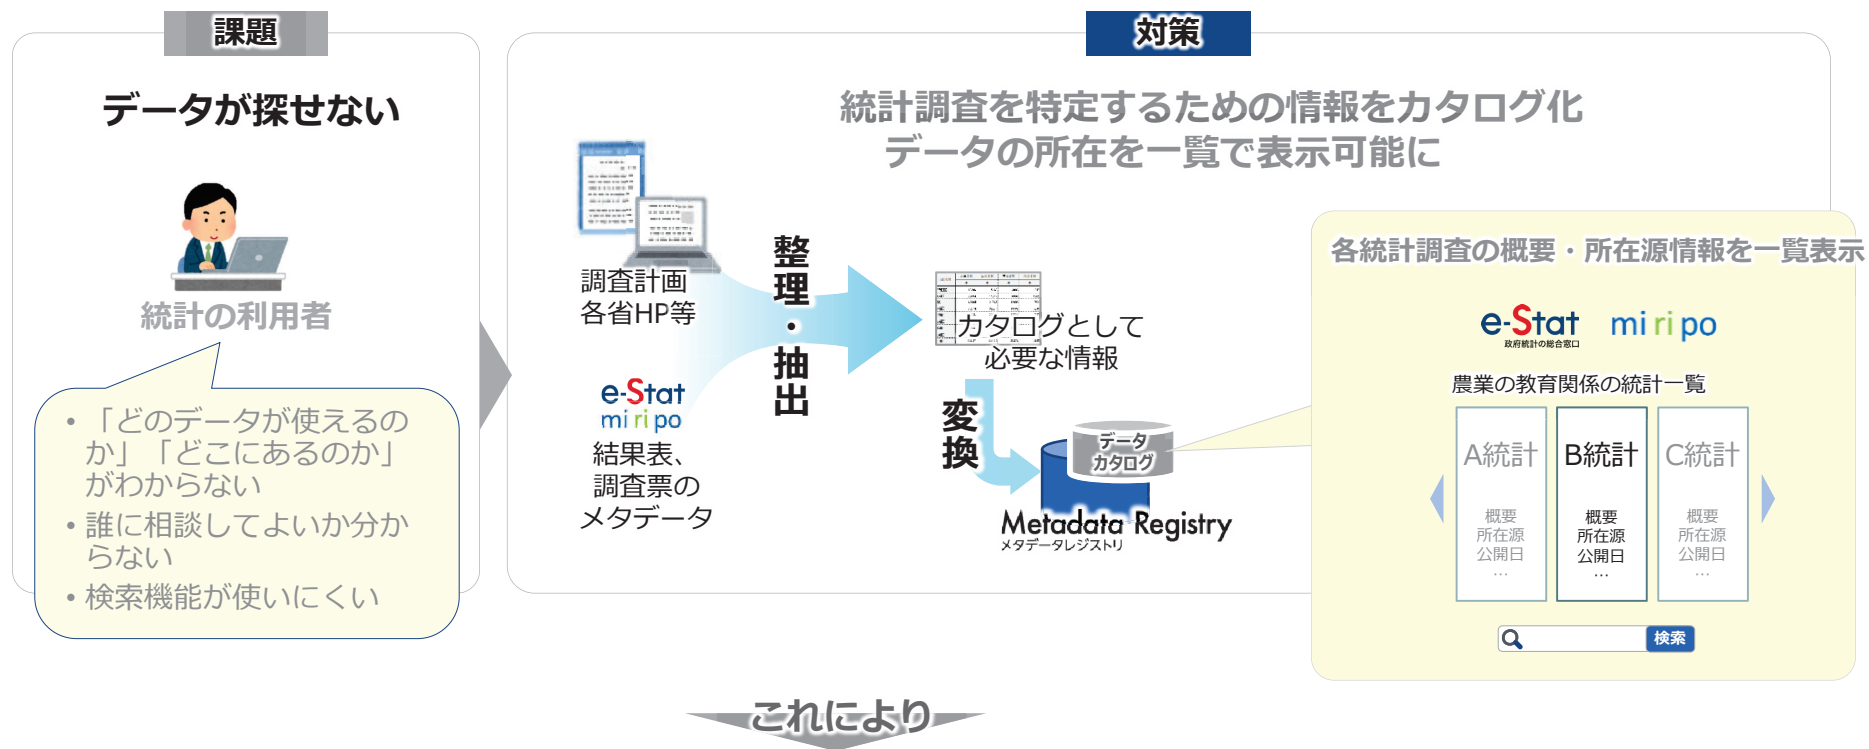 課題
データが探せない
統計の利用者
• 「どのデータが使えるの
か」「どこにあるのか」
がわからない
• 誰に相談してよいか分か
らない
• 検索機能が使いにくい
対策
統計調査を特定するための情報をカタログ化
データの所在を一覧で表示可能に
調査計画
各省HP等
e-Stat
miripo
結果表、
調査票の
メタデータ
整理・抽出
カタログとして
必要な情報
変換
データ
カタログ
Metadata Registry
メタデータレジストリ
各統計調査の概要・所在源情報を一覧表示
e-Stat
政府統計の総合窓口
miripo
農業の教育関係の統計一覧
A統計
概要
所在源
公開日
…
B統計
概要
所在源
公開日
…
C統計
概要
所在源
公開日
…
検索
これにより